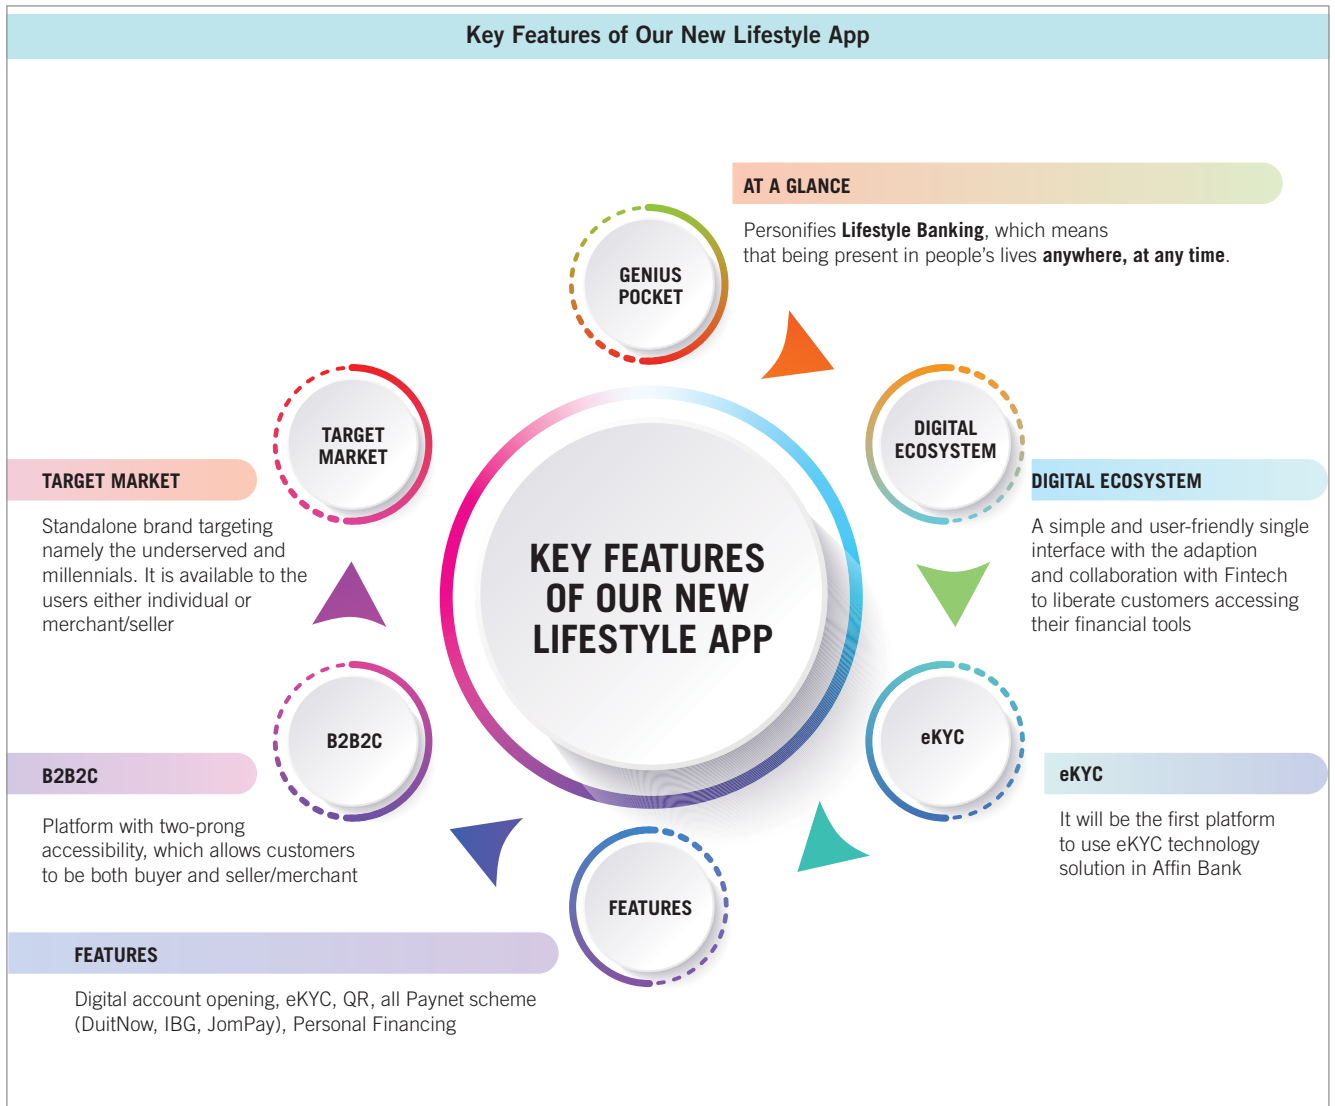 Key Features of Our New Lifestyle App
AT A GLANCE
Personifies Lifestyle Banking, which means
that being present in people's lives anywhere, at any time.
GENIUS
POCKET
DIGITAL
ECOSYSTEM
DIGITAL ECOSYSTEM
A simple and user-friendly single
interface with the adaption
and collaboration with Fintech
to liberate customers accessing
their financial tools
eKYC
eKYC
It will be the first platform
to use eKYC technology
solution in Affin Bank
FEATURES
FEATURES
Digital account opening, eKYC, QR, all Paynet scheme
(DuitNow, IBG, JomPay), Personal Financing
B2B2C
B2B2C
Platform with two-prong
accessibility, which allows customers
to be both buyer and seller/merchant
TARGET
MARKET
TARGET MARKET
Standalone brand targeting
namely the underserved and
millennials. It is available to the
users either individual or
merchant/seller
KEY FEATURES
OF OUR NEW
LIFESTYLE APP